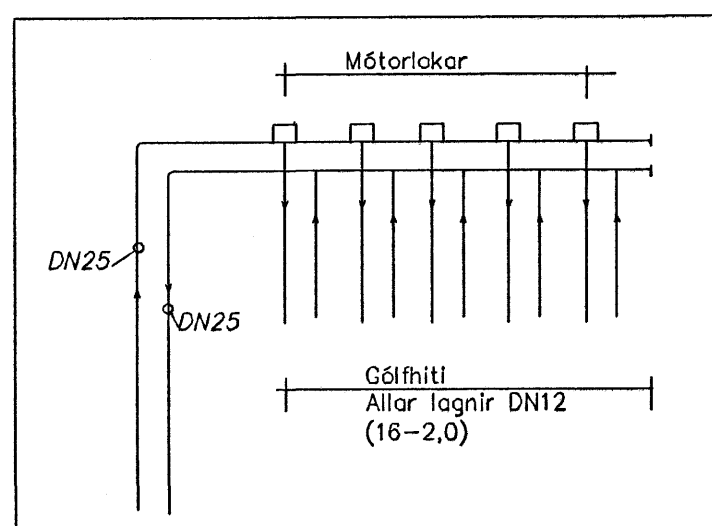 Mótorlokar
DN25
DN25
Gólfhiti
Allar lagnir DN12
(16-2,0)